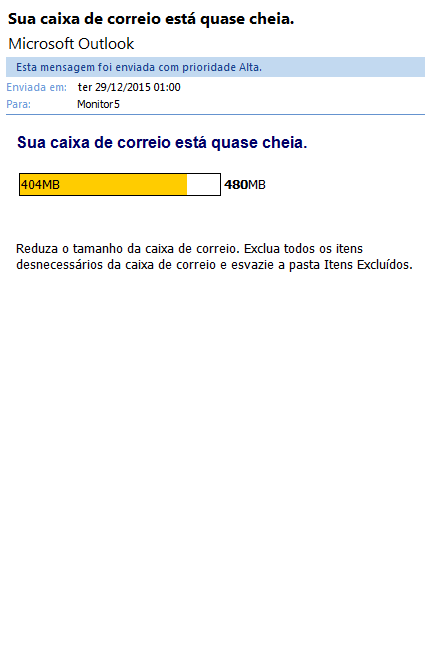 Sua caixa de correio está quase cheia.
Microsoft Outlook
Esta mensagem foi enviada com prioridade Alta.
Enviada em: ter 29/12/2015 01:00
Para: Monitor5
Sua caixa de correio está quase cheia.
404MB 480MB
Reduza o tamanho da caixa de correio. Exclua todos os itens
desnecessários da caixa de correio e esvazie a pasta Itens Excluídos.